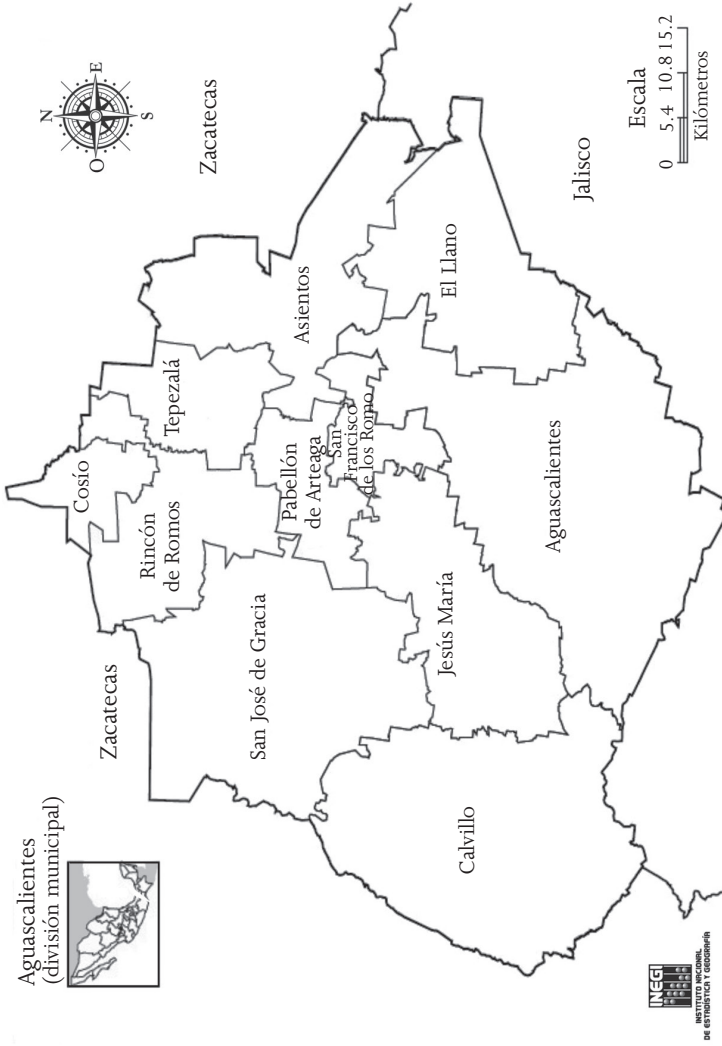 Aguascalientes
(división municipal)
Zacatecas
N
E
S
O
Zacatecas
Cosío
Rincón
de Romos
Tepezalá
Asientos
San José de Gracia
Pabellón
de Arteaga
San
Francisco
de los Romo
El Llano
Jesús María
Calvillo
Aguascalientes
Jalisco
Escala
0 5.4 10.8 15.2
Kilómetros
INEGI
INSTITUTO NACIONAL
DE ESTADÍSTICA Y GEOGRAFÍA